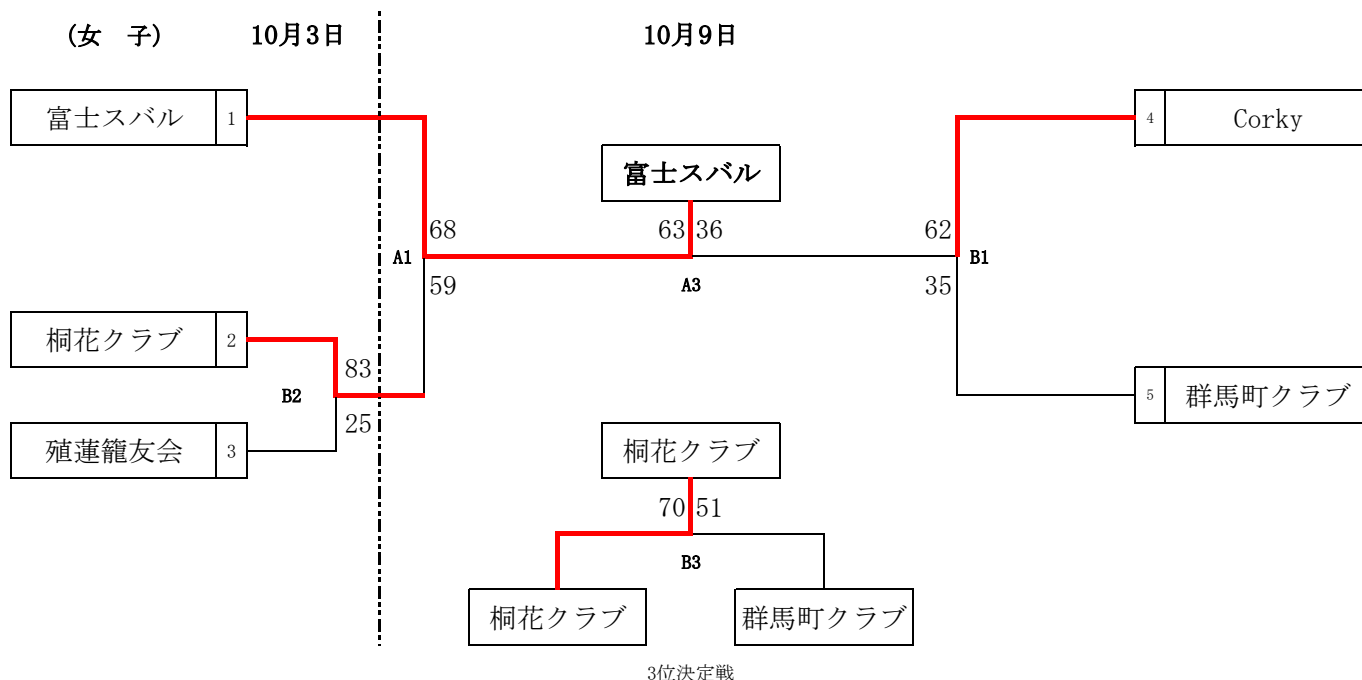 (女　子)　10月3日　10月9日
富士スバル 1
4 Corky
富士スバル
68 63 36 62
A1 B1
59 A3 35
桐花クラブ 2
83
B2
25
5 群馬町クラブ
殖蓮籠友会 3
桐花クラブ
70 51
B3
桐花クラブ 群馬町クラブ
3位決定戦